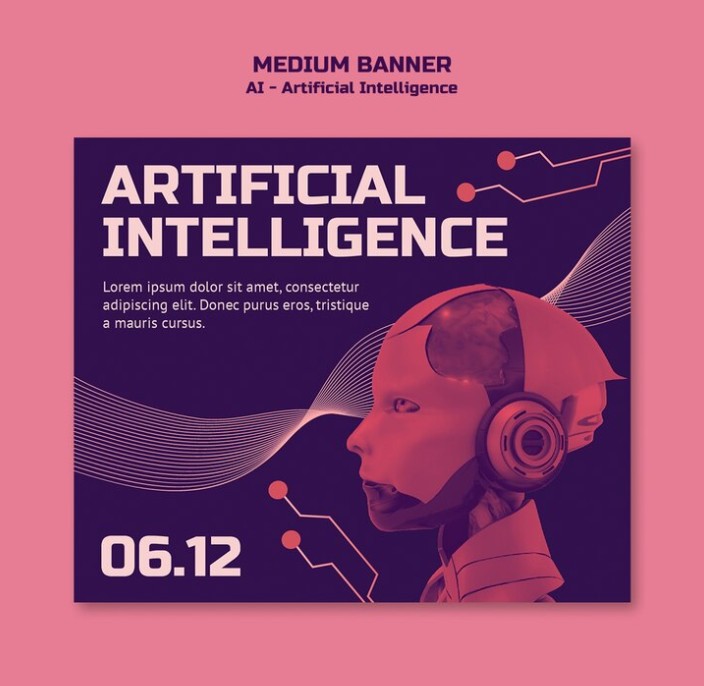 MEDIUM BANNER
AI - Artificial Intelligence
ARTIFICIAL
INTELLIGENCE
Lorem ipsum dolor sit amet, consectetur
adipiscing elit. Donec purus eros, tristique
a mauris cursus.
06.12